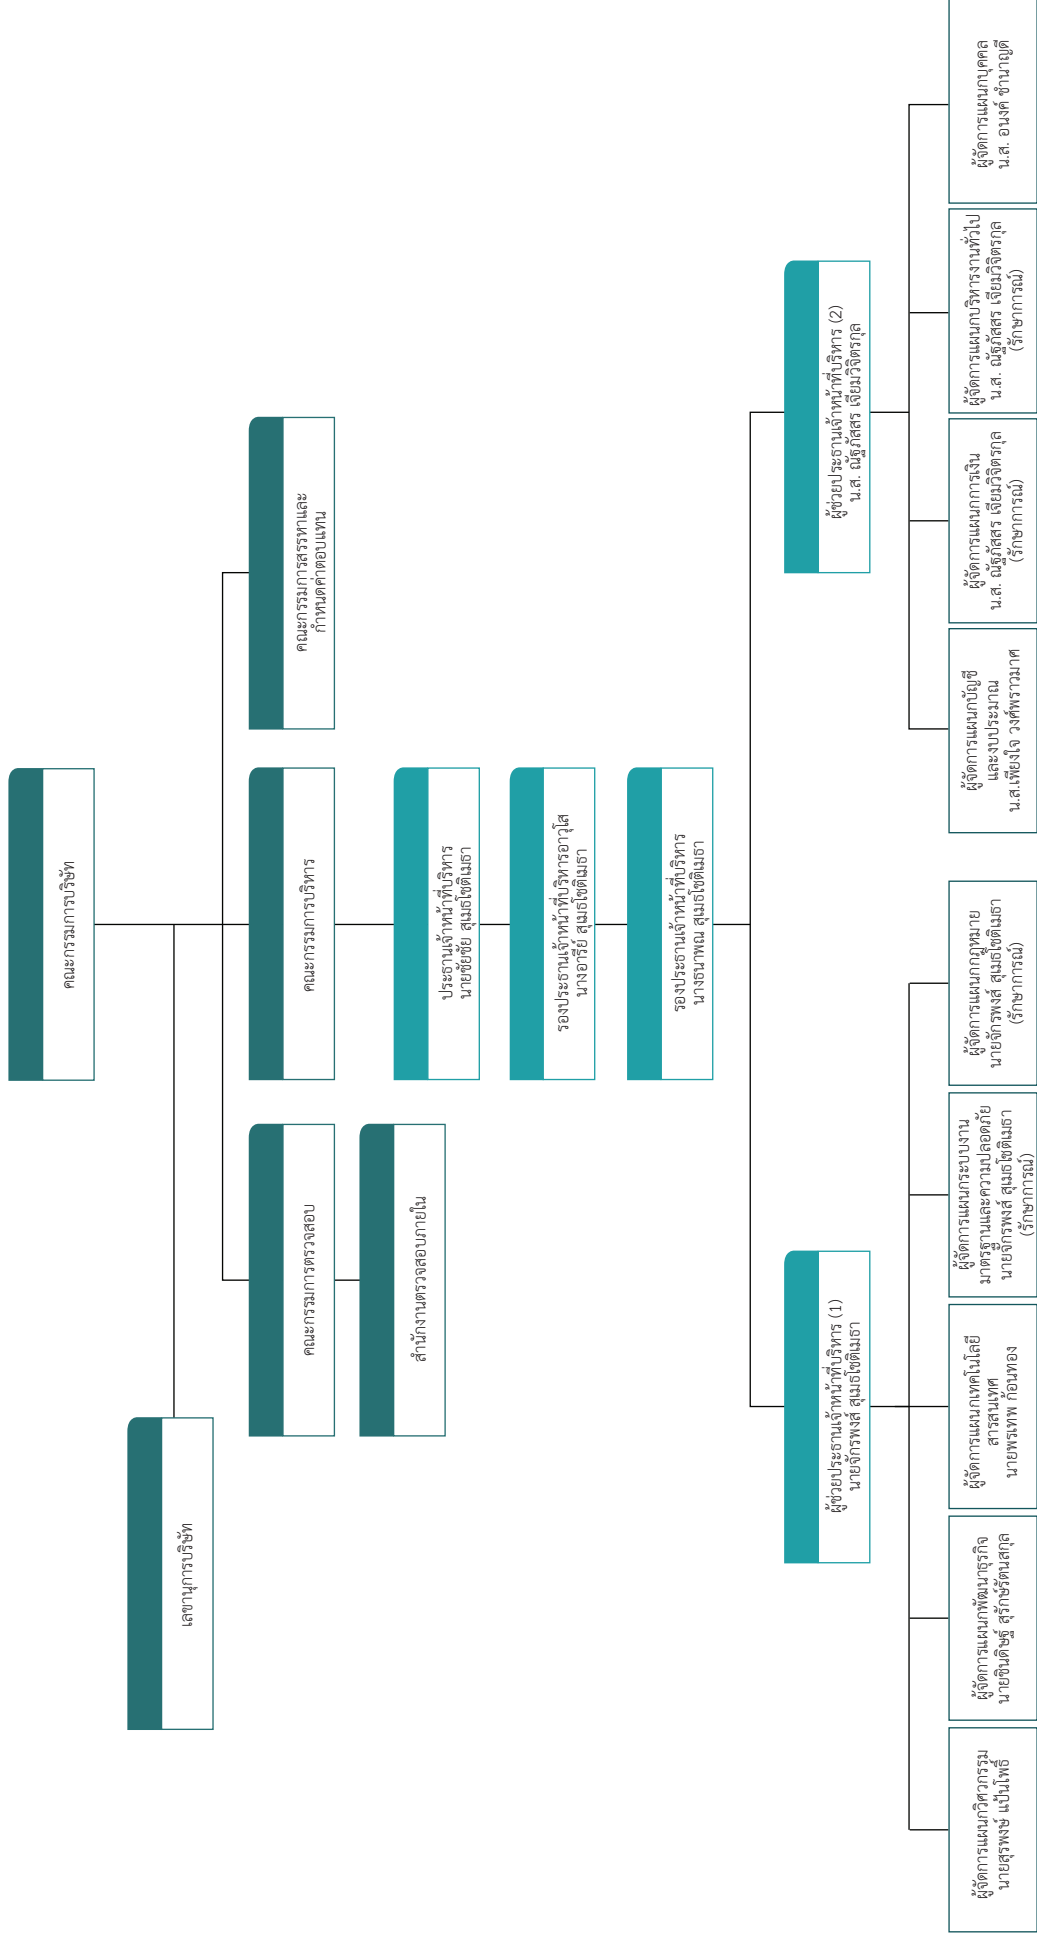 คณะกรรมการบริษัท
เลขานุการบริษัท
คณะกรรมการตรวจสอบ
คณะกรรมการบริหาร
คณะกรรมการสรรหาและ
กำหนดค่าตอบแทน
สำนักงานตรวจสอบภายใน
ประธานเจ้าหน้าที่บริหาร
นายชัยชัย สุเมธโชติเมธา
รองประธานเจ้าหน้าที่บริหารอาวุโส
นางอารีย์ สุเมธโชติเมธา
รองประธานเจ้าหน้าที่บริหาร
นางธนาพณ สุเมธโชติเมธา
ผู้ช่วยประธานเจ้าหน้าที่บริหาร (1)
นายจักรพงส์ สุเมธโชติเมธา
ผู้ช่วยประธานเจ้าหน้าที่บริหาร (2)
น.ส. ณัฐภัสสร เจียมวิจิตรกุล
ผู้จัดการแผนกวิศวกรรม
นายสุรพงษ์ แป้นโพธิ์
ผู้จัดการแผนกพัฒนาธุรกิจ
นายชินดิษฐ์ สุรักษ์รัตนสกุล
ผู้จัดการแผนกเทคโนโลยี
สารสนเทศ
นายพรเทพ ก้อนทอง
ผู้จัดการแผนกระบบงาน
มาตรฐานและความปลอดภัย
นายจักรพงส์ สุเมธโชติเมธา
(รักษาการณ์)
ผู้จัดการแผนกกฎหมาย
นายจักรพงส์ สุเมธโชติเมธา
(รักษาการณ์)
ผู้จัดการแผนกบัญชี
และงบประมาณ
น.ส.เพียงใจ วงศ์พราวมาศ
ผู้จัดการแผนกการเงิน
น.ส. ณัฐภัสสร เจียมวิจิตรกุล
(รักษาการณ์)
ผู้จัดการแผนกบริหารงานทั่วไป
น.ส. ณัฐภัสสร เจียมวิจิตรกุล
(รักษาการณ์)
ผู้จัดการแผนกบุคคล
น.ส. อนงค์ ชำนาญดี